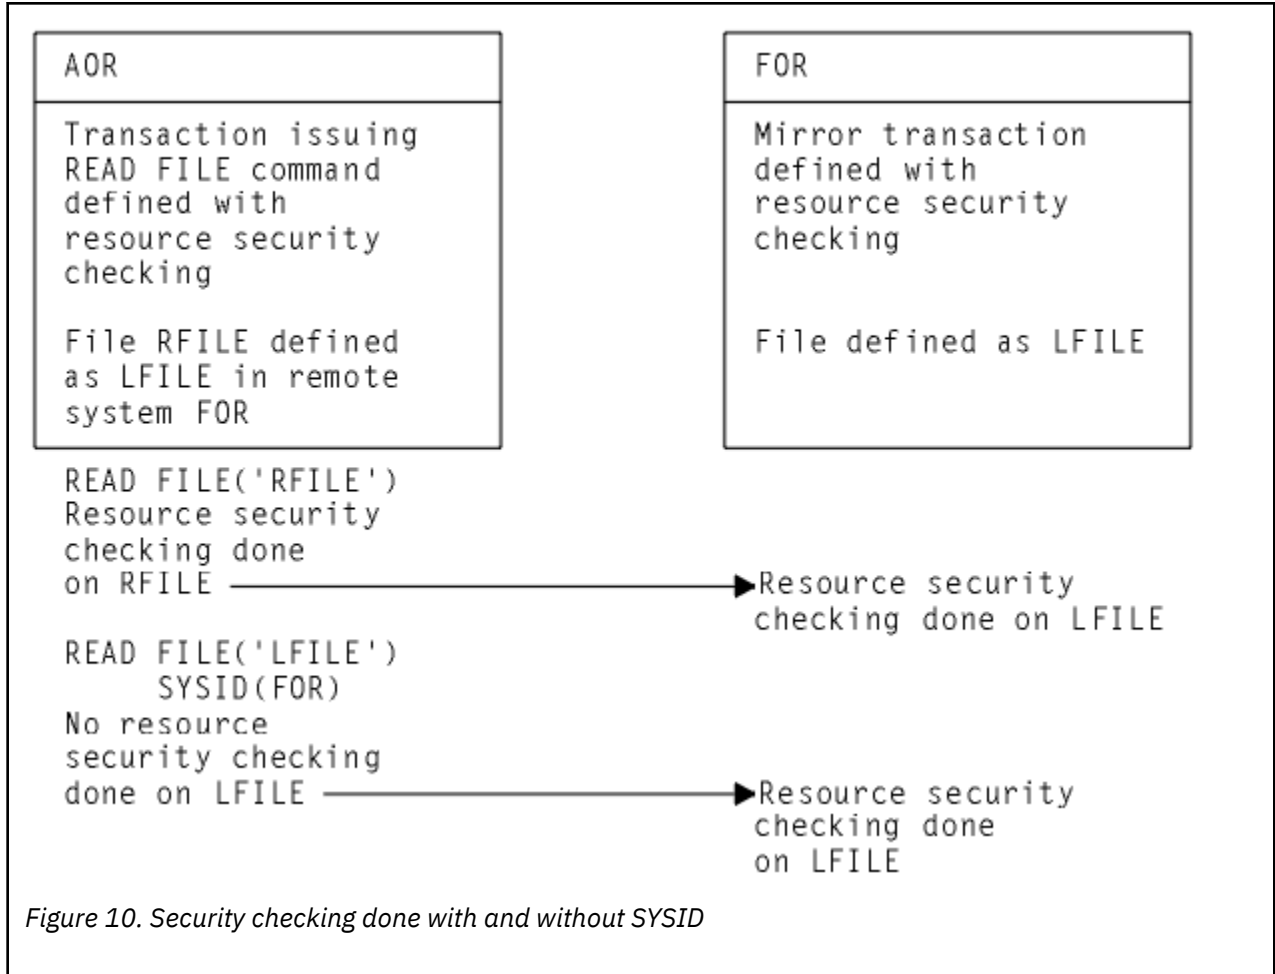 AOR
Transaction issuing
READ FILE command
defined with
resource security
checking
File RFILE defined
as LFILE in remote
system FOR
FOR
Mirror transaction
defined with
resource security
checking
File defined as LFILE
READ FILE('RFILE')
Resource security
checking done
on RFILE
Resource security
checking done on LFILE
READ FILE('LFILE')
SYSID(FOR)
No resource
security checking
done on LFILE
Resource security
checking done
on LFILE
Figure 10. Security checking done with and without SYSID